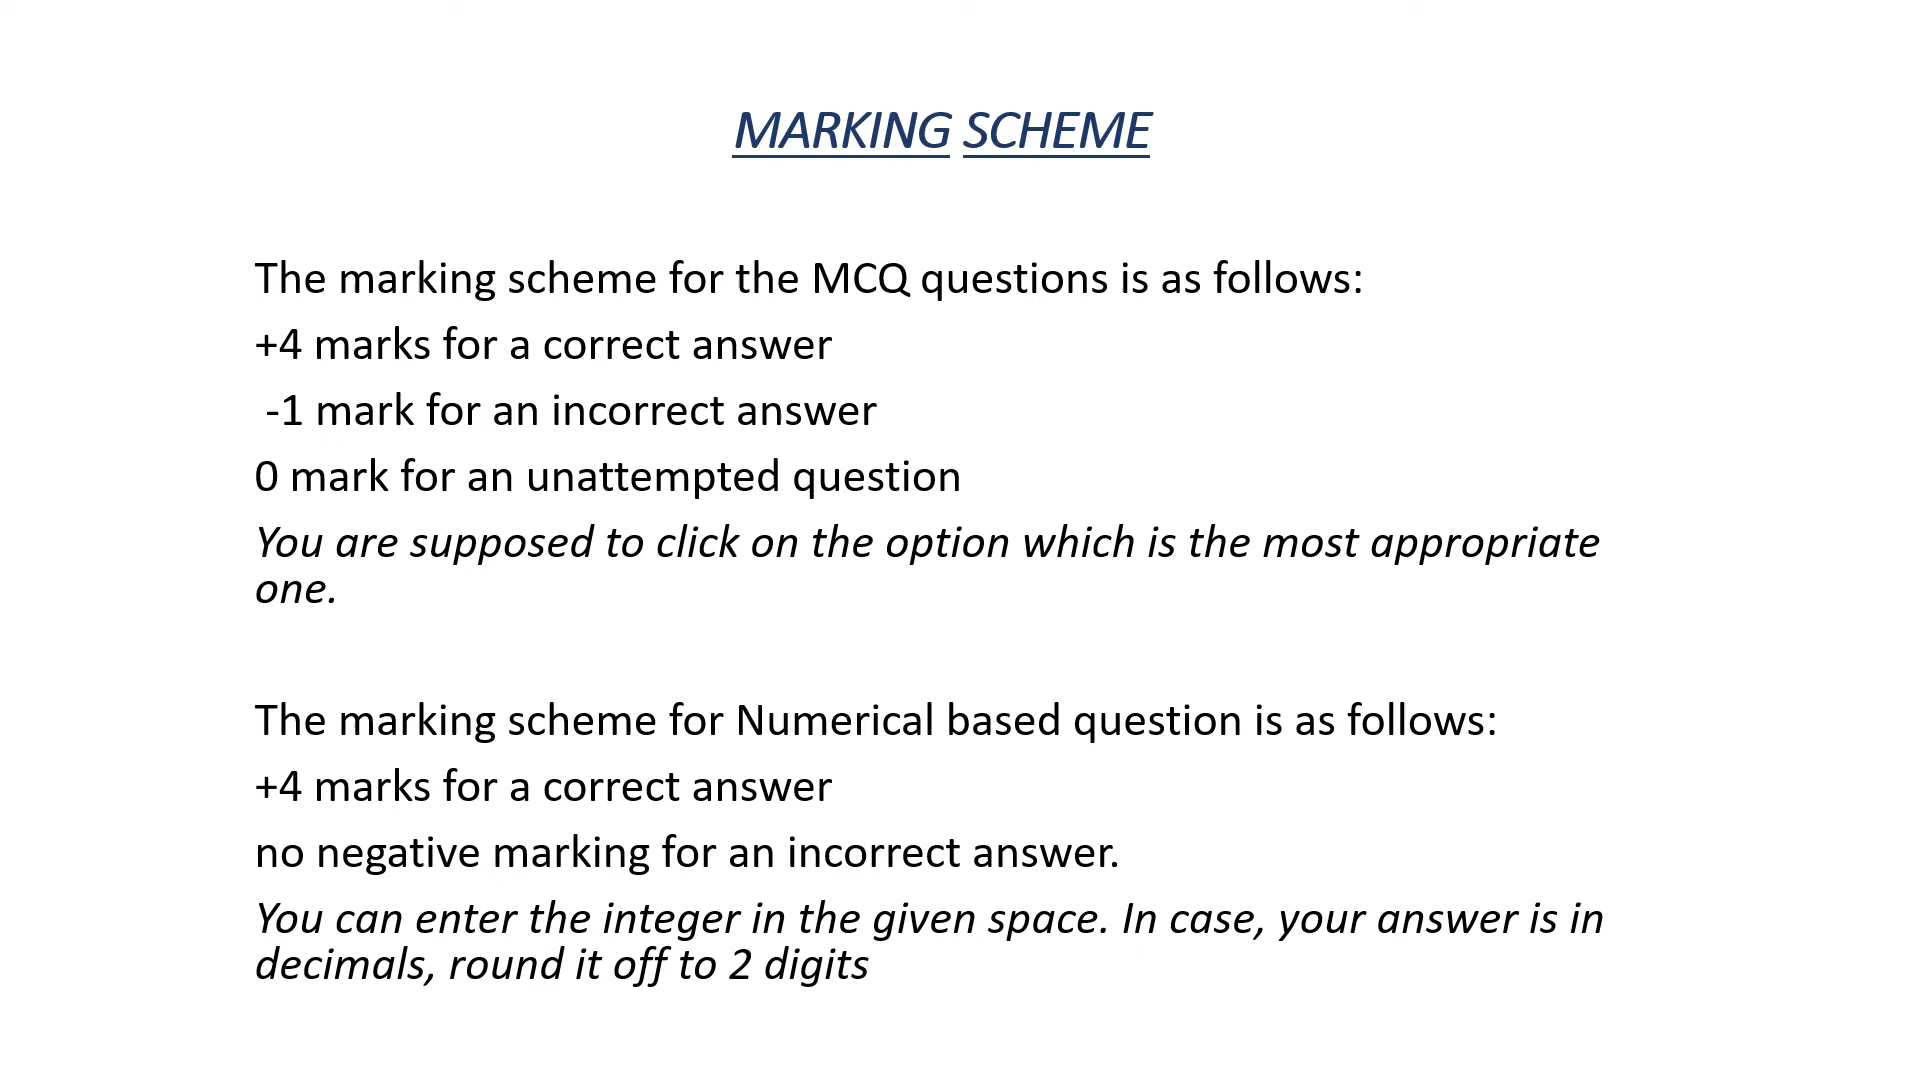 MARKING SCHEME
The marking scheme for the MCQ questions is as follows:
+4 marks for a correct answer
-1 mark for an incorrect answer
0 mark for an unattempted question
You are supposed to click on the option which is the most appropriate
one.
The marking scheme for Numerical based question is as follows:
+4 marks for a correct answer
no negative marking for an incorrect answer.
You can enter the integer in the given space. In case, your answer is in
decimals, round it off to 2 digits